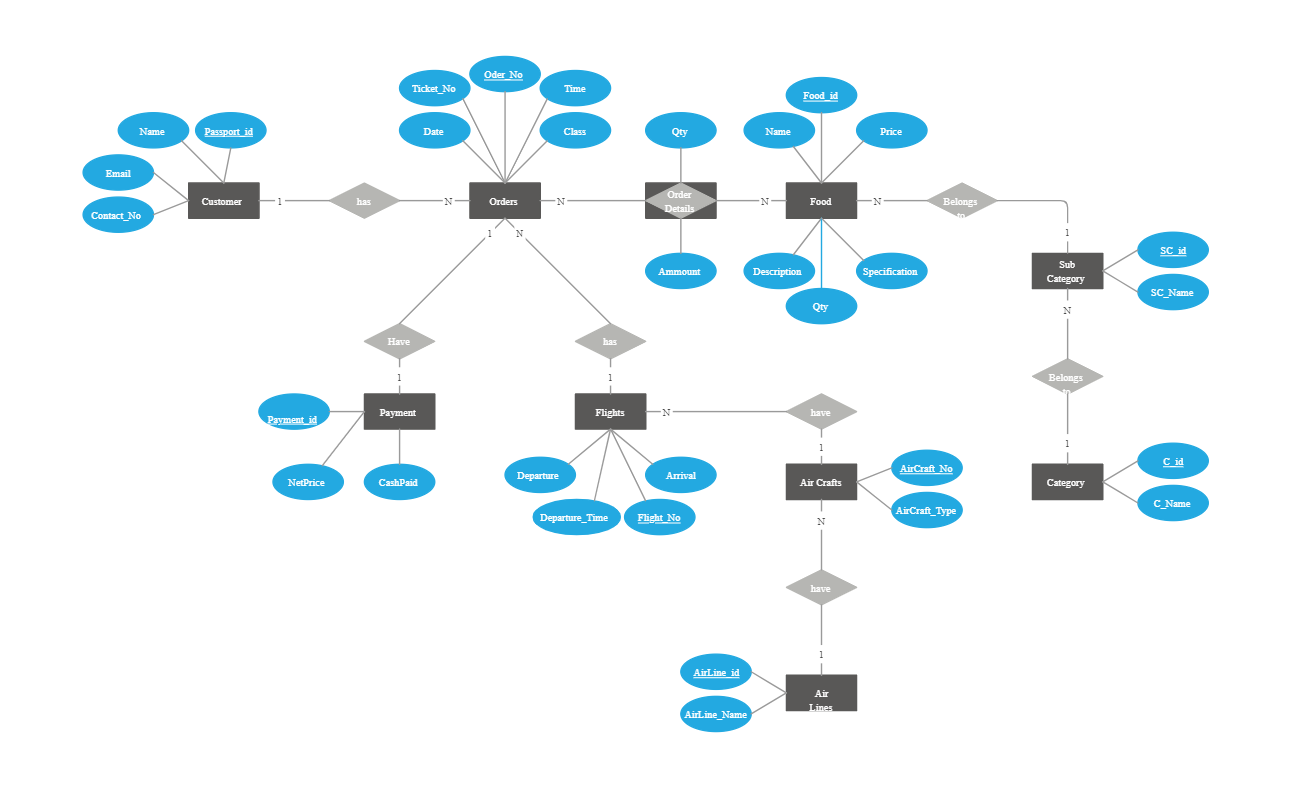 Oder_No
Ticket_No
Time
Food_id
Name
Passport_id
Date
Class
Qty
Name
Price
Email
Customer
1
has
N
Orders
N
Order
Details
N
Food
N
Belongs
to
Contact_No
1
N
1
SC_id
Sub
Category
Description
Specification
Ammount
SC_Name
Qty
N
Have
has
1
1
Belongs
to
Payment_id
Payment
Flights
N
have
1
1
C_id
NetPrice
CashPaid
Departure
Arrival
Air Crafts
AirCraft_No
Category
C_Name
Departure_Time
Flight_No
N
AirCraft_Type
have
1
AirLine_id
Air
Lines
AirLine_Name